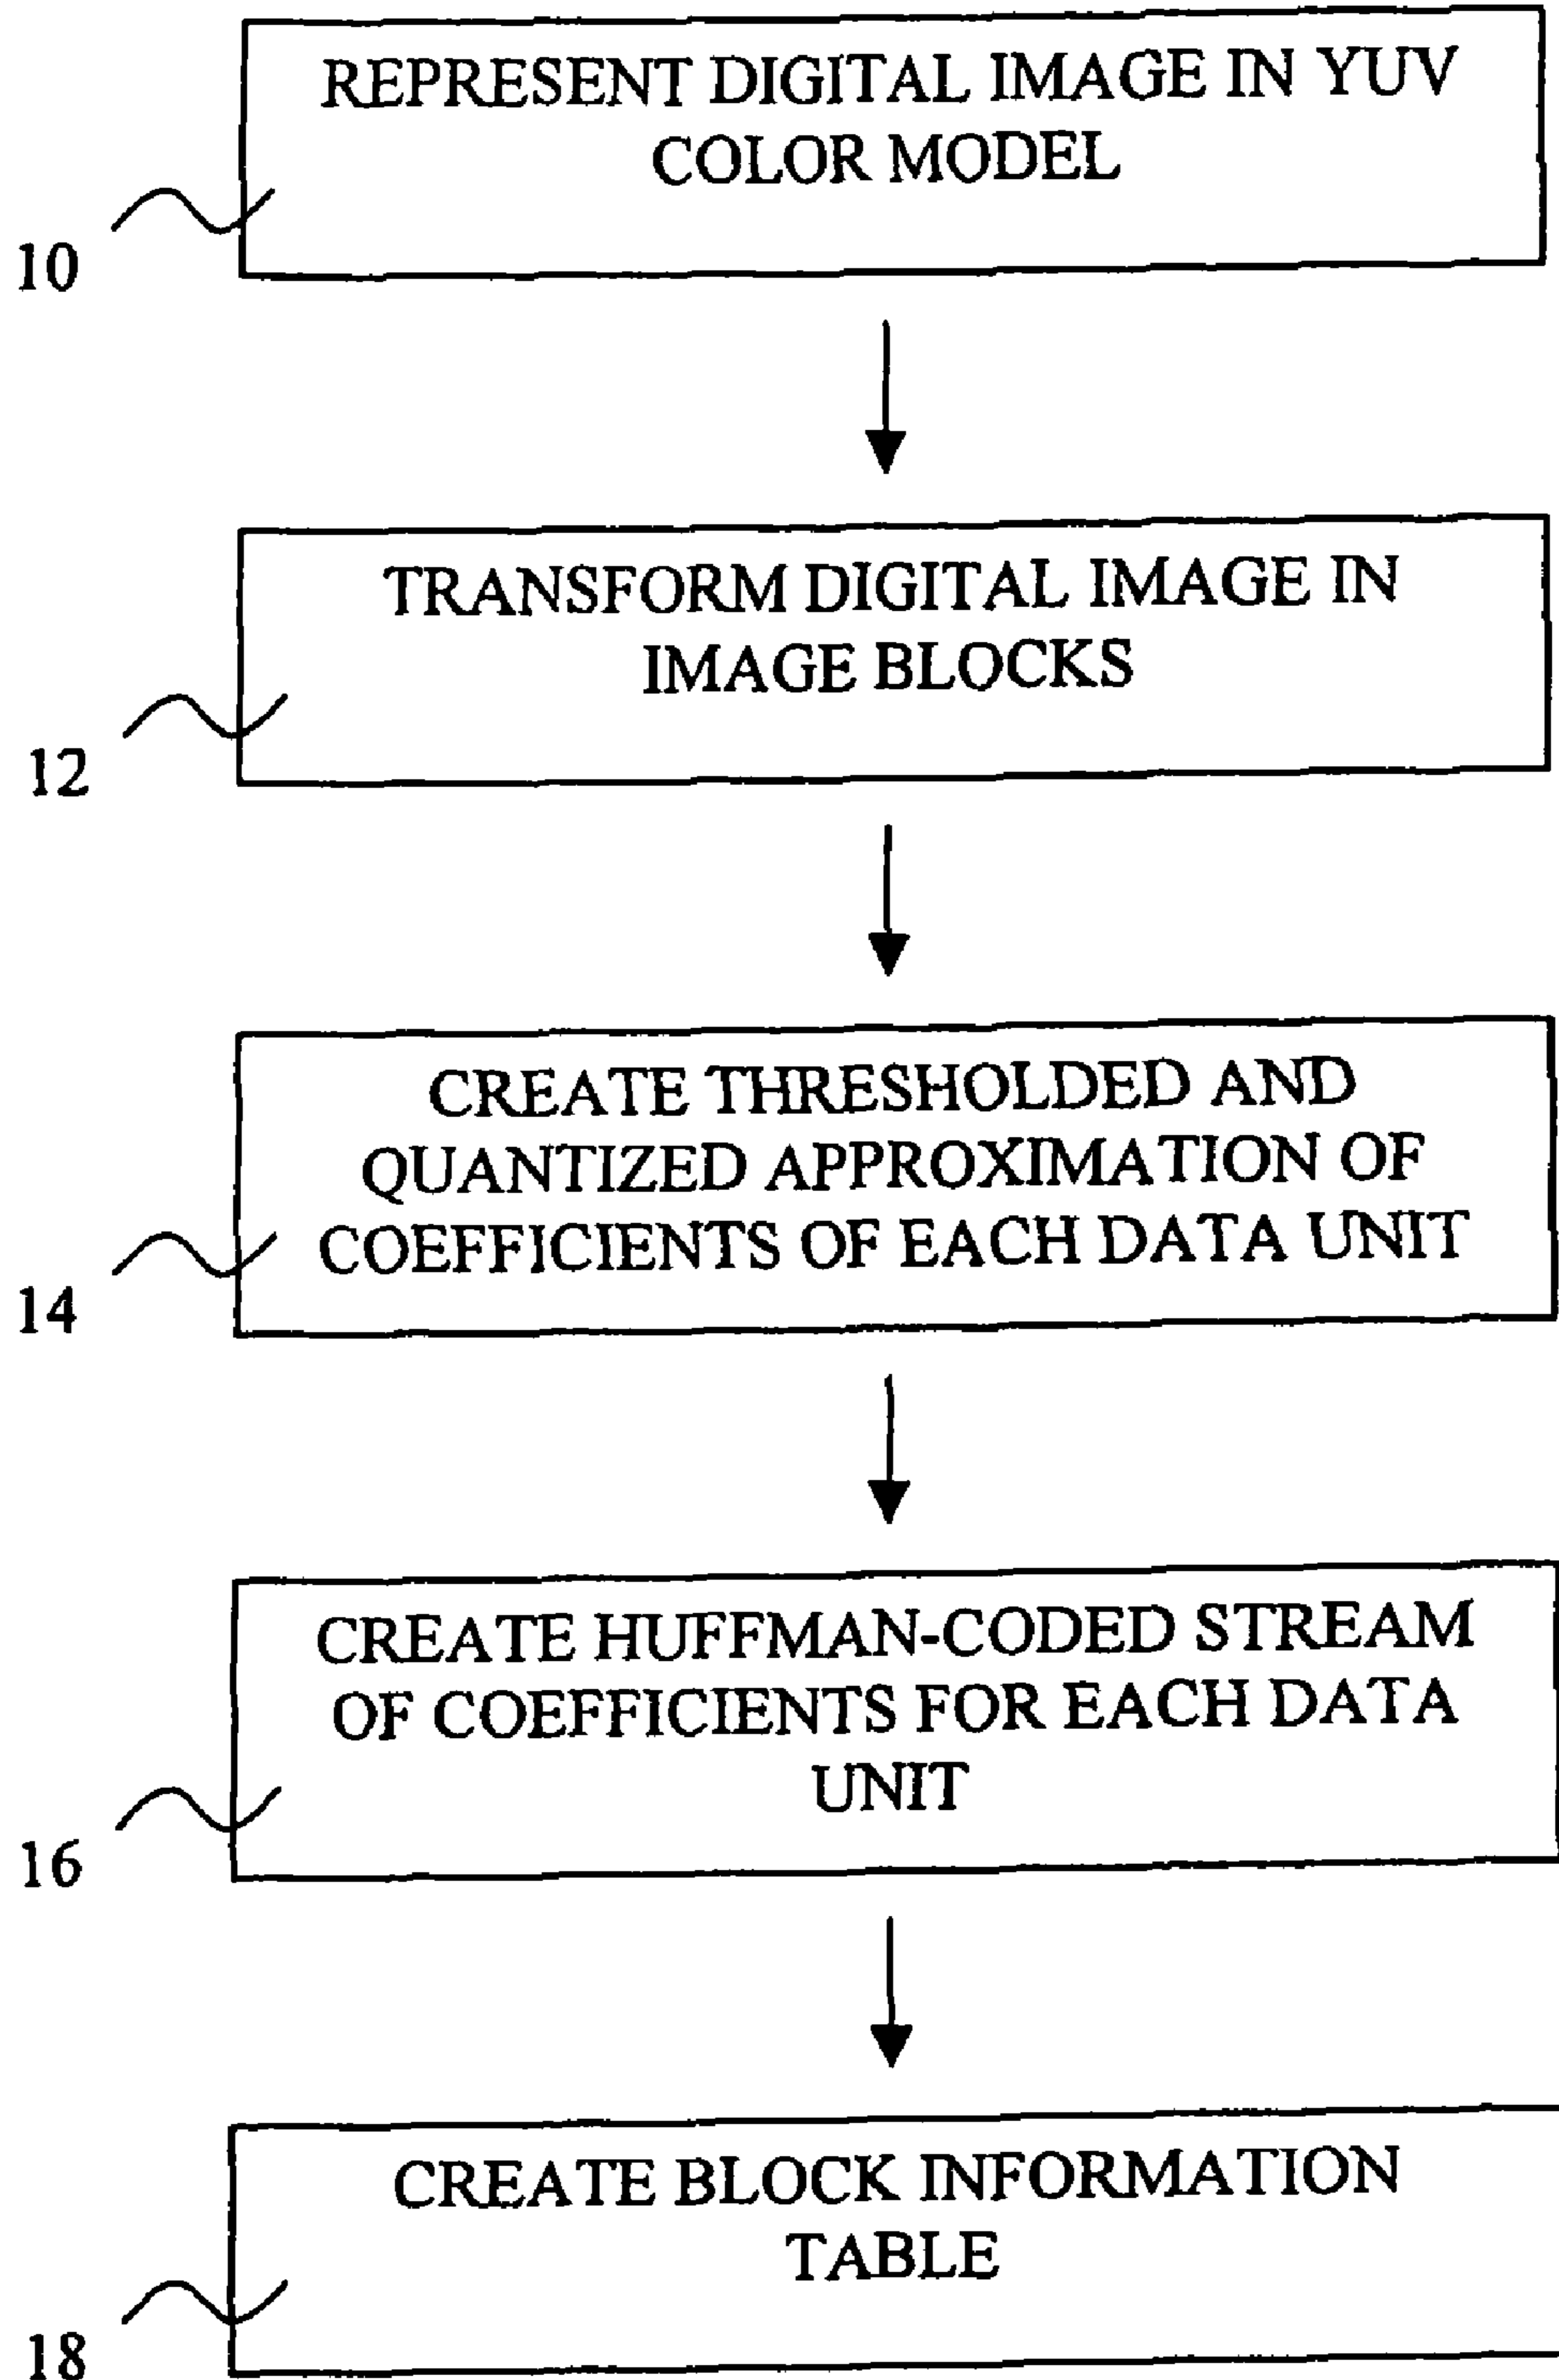 REPRESENT DIGITAL IMAGE IN YUV
COLOR MODEL
10
TRANSFORM DIGITAL IMAGE IN
IMAGE BLOCKS
12
CREATE THRESHOLDED AND
QUANTIZED APPROXIMATION OF
COEFFICIENTS OF EACH DATA UNIT
14
CREATE HUFFMAN-CODED STREAM
OF COEFFICIENTS FOR EACH DATA
UNIT
16
CREATE BLOCK INFORMATION
TABLE
18